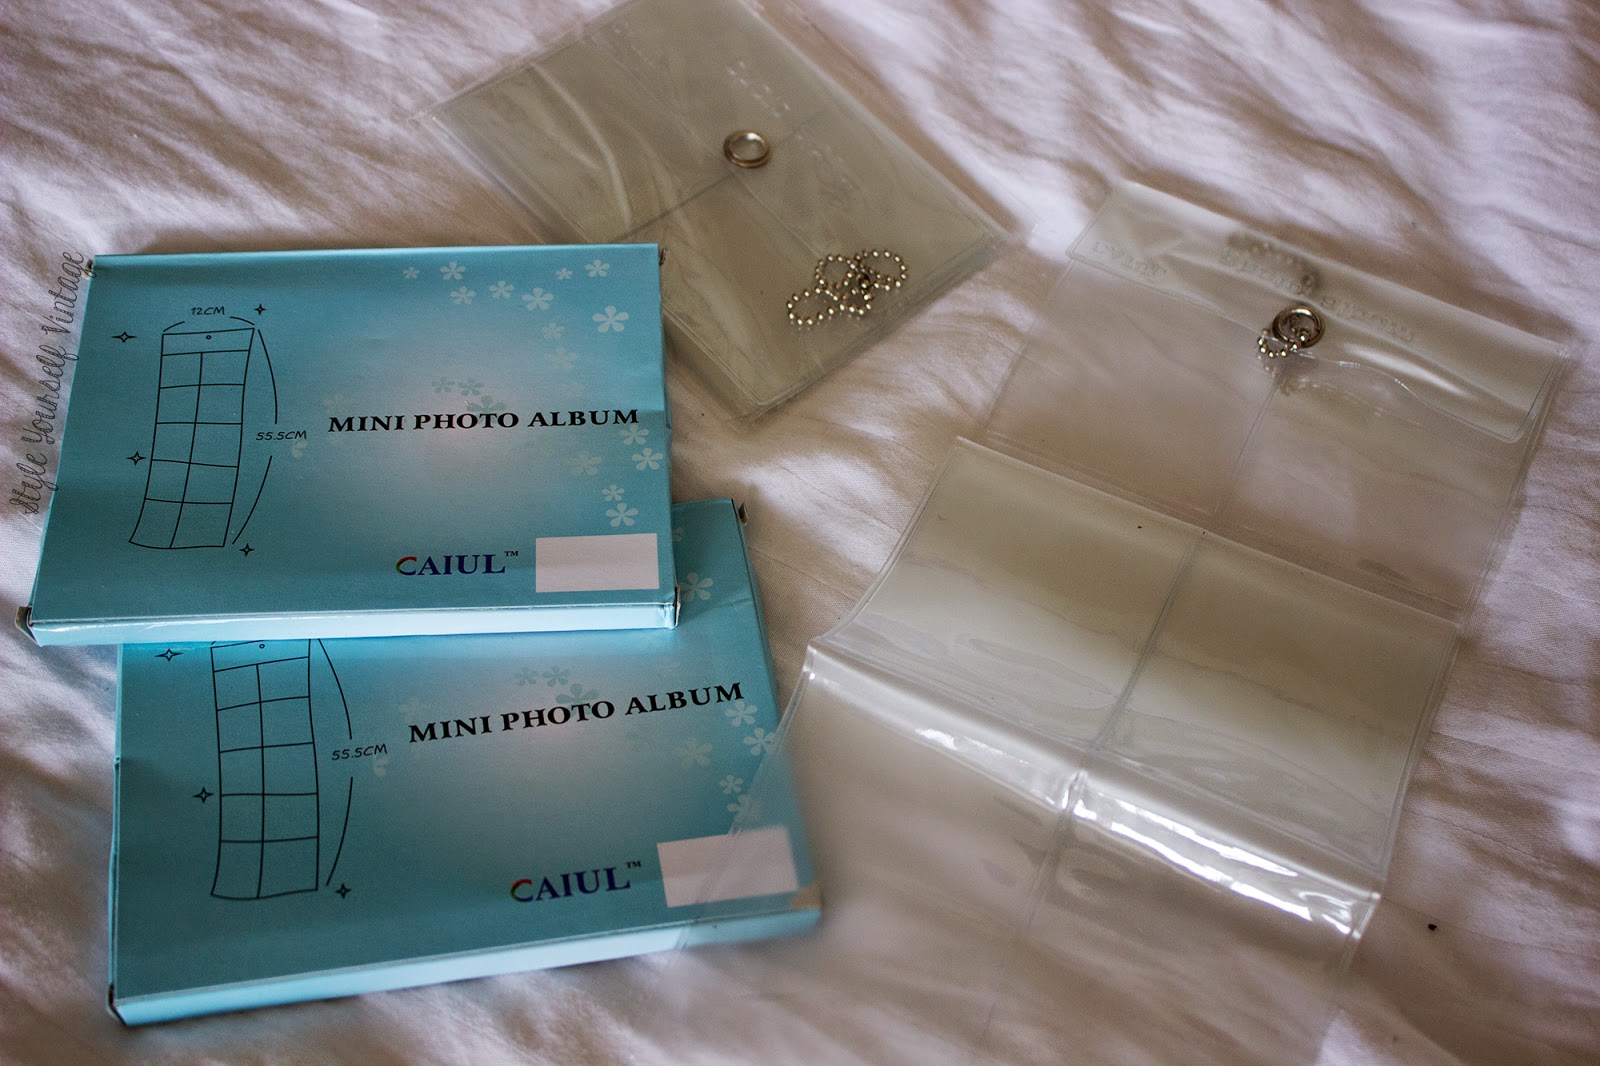 Style Yourself Vintage
12CM
55.5CM
MINI PHOTO ALBUM
CAIUL™
55.5CM
MINI PHOTO ALBUM
CAIUL™